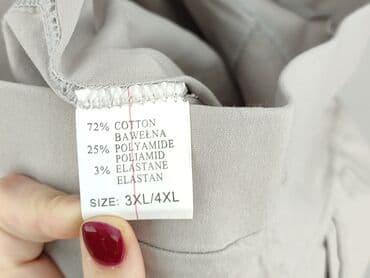 72% COTTON
BAWEŁNA
25% POLYAMIDE
POLIAMID
3% ELASTANE
ELASTAN
SIZE: 3XL/4XL